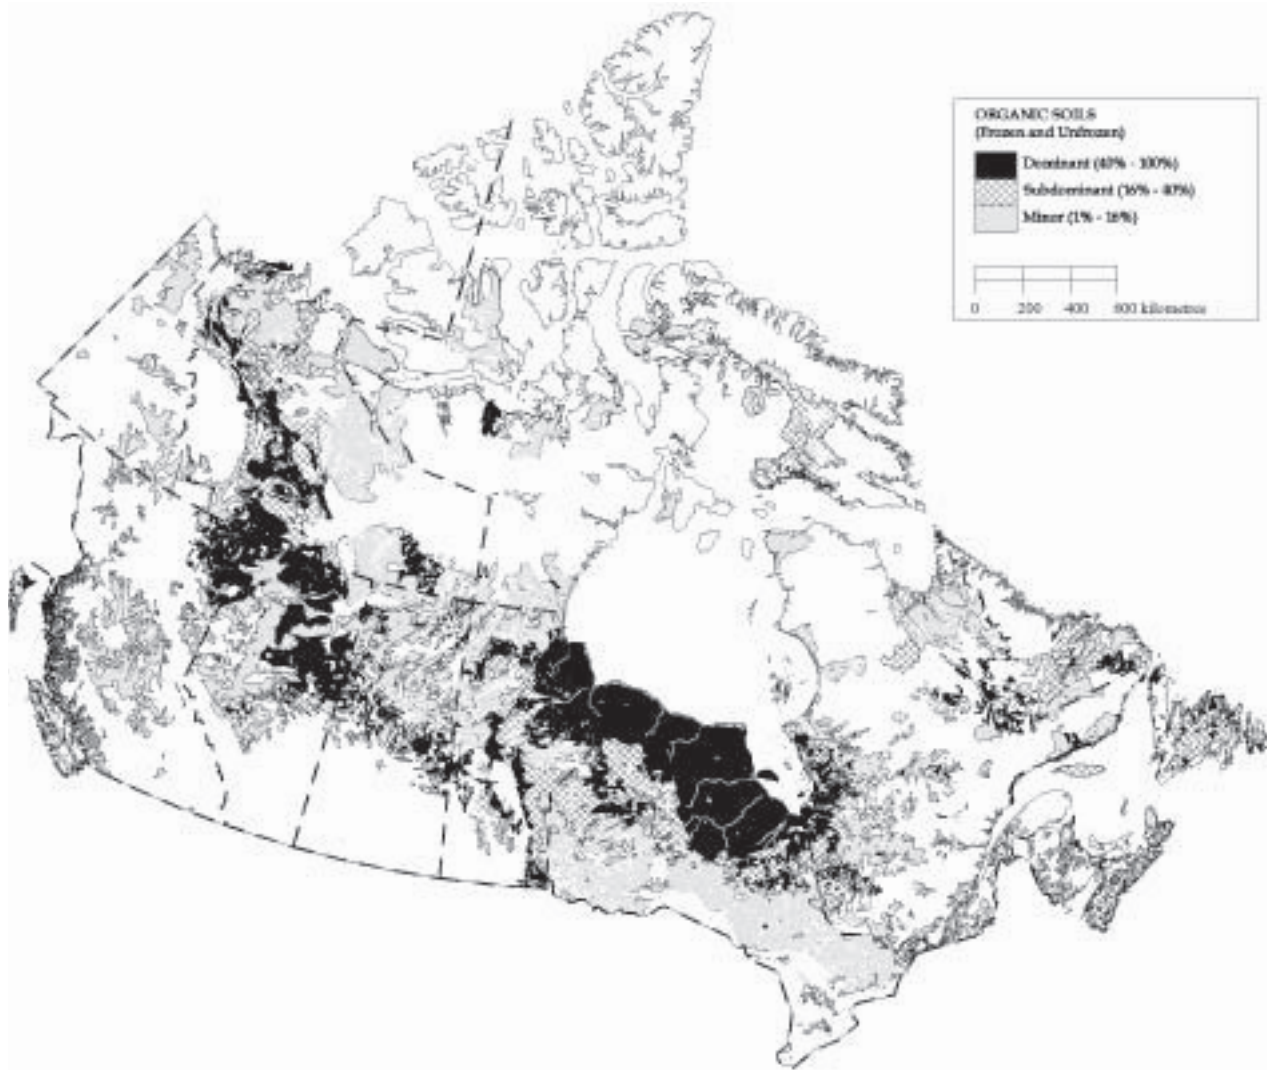 ORGANIC SOILS
(Frozen and Unfrozen)
Dominant (40% - 100%)
Subdominant (16% - 40%)
Minor (1% - 16%)
0 200 400 600 kilometres